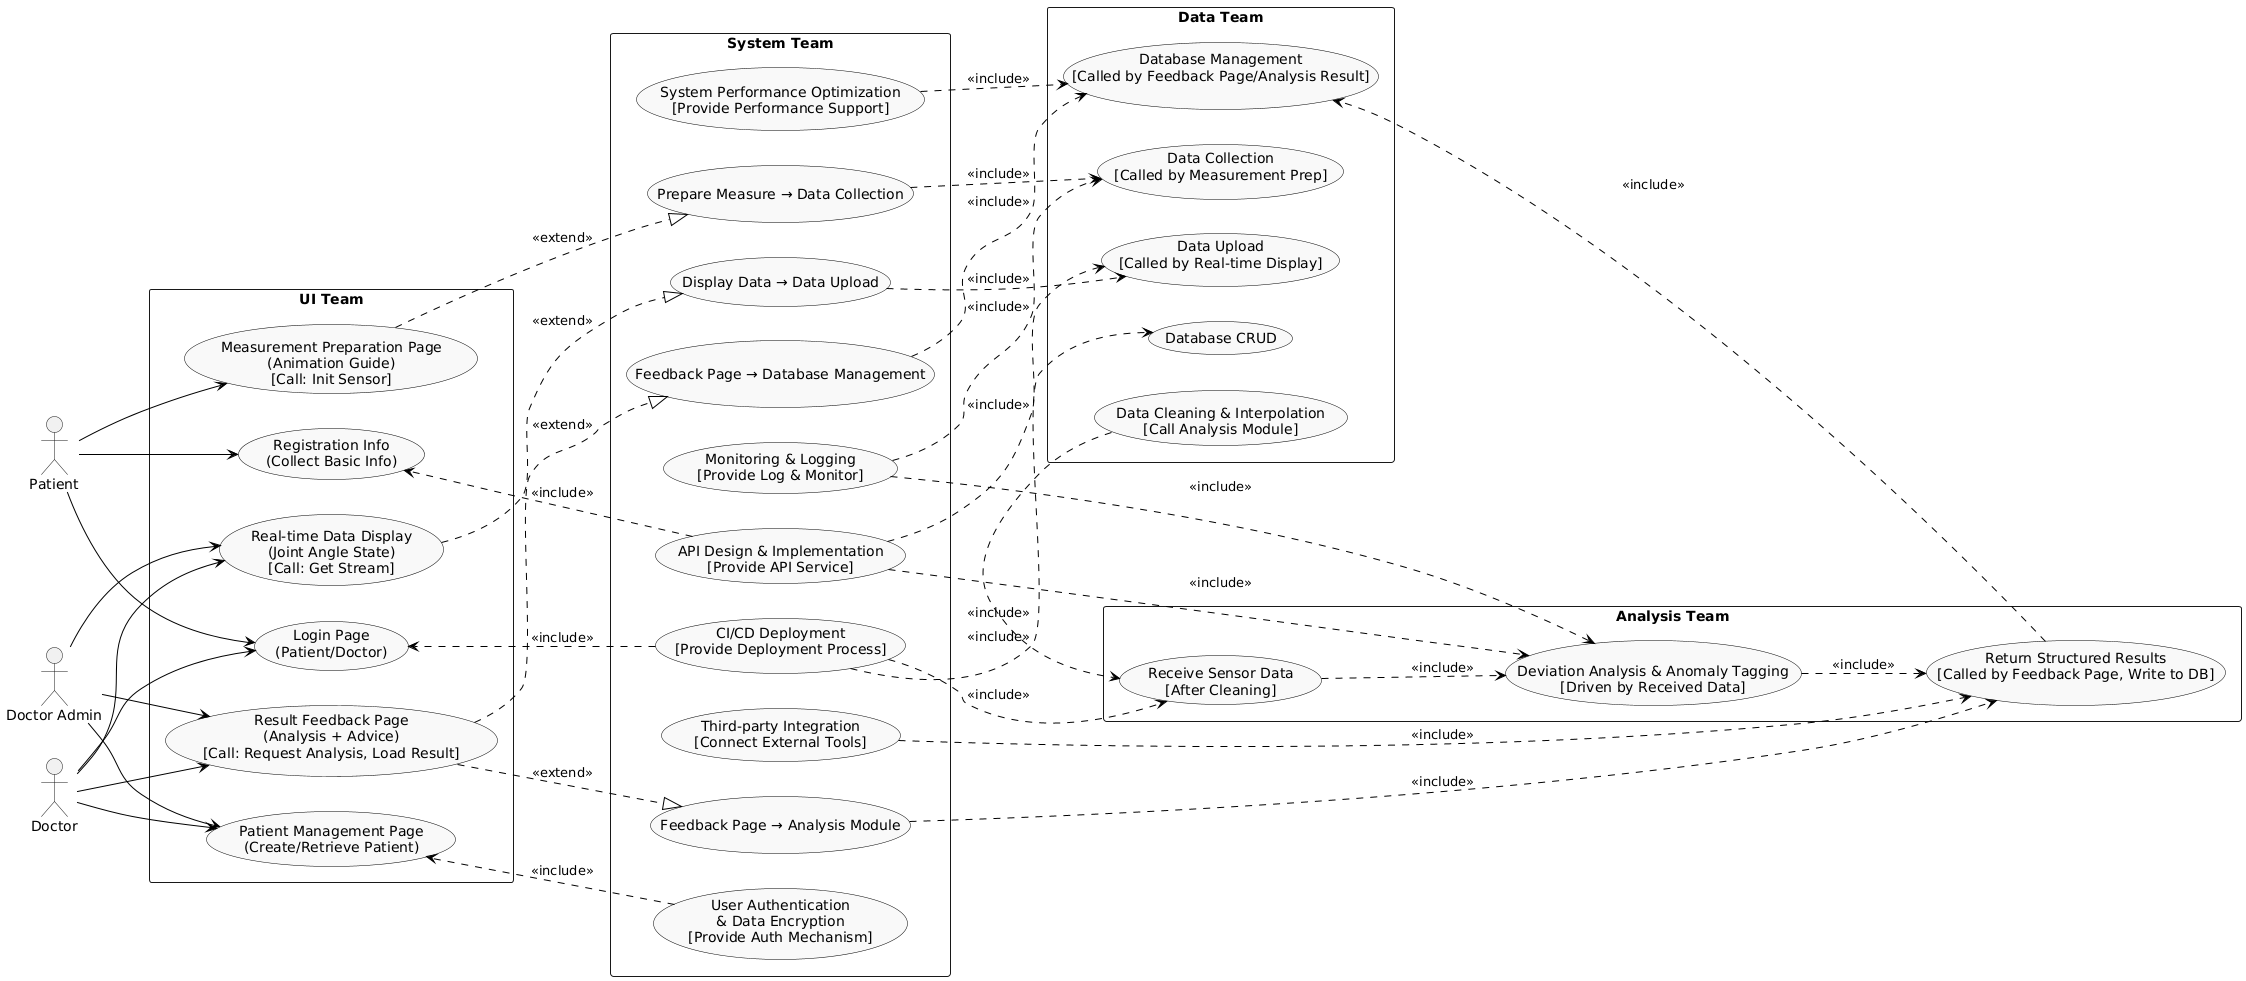 Patient
Doctor Admin
Doctor
UI Team
Measurement Preparation Page
(Animation Guide)
[Call: Init Sensor]
Registration Info
(Collect Basic Info)
Real-time Data Display
(Joint Angle State)
[Call: Get Stream]
Login Page
(Patient/Doctor)
Result Feedback Page
(Analysis + Advice)
[Call: Request Analysis, Load Result]
Patient Management Page
(Create/Retrieve Patient)
«extend»
«extend»
«extend»
«include»
«include»
«extend»
«include»
System Team
System Performance Optimization
[Provide Performance Support]
Prepare Measure → Data Collection
Display Data → Data Upload
Feedback Page → Database Management
Monitoring & Logging
[Provide Log & Monitor]
API Design & Implementation
[Provide API Service]
CI/CD Deployment
[Provide Deployment Process]
Third-party Integration
[Connect External Tools]
Feedback Page → Analysis Module
User Authentication
& Data Encryption
[Provide Auth Mechanism]
«include»
«include»
«include»
«include»
«include»
«include»
«include»
«include»
«include»
Data Team
Database Management
[Called by Feedback Page/Analysis Result]
Data Collection
[Called by Measurement Prep]
Data Upload
[Called by Real-time Display]
Database CRUD
Data Cleaning & Interpolation
[Call Analysis Module]
«include»
«include»
«include»
Analysis Team
Receive Sensor Data
[After Cleaning]
«include»
Deviation Analysis & Anomaly Tagging
[Driven by Received Data]
«include»
Return Structured Results
[Called by Feedback Page, Write to DB]
«include»
«include»